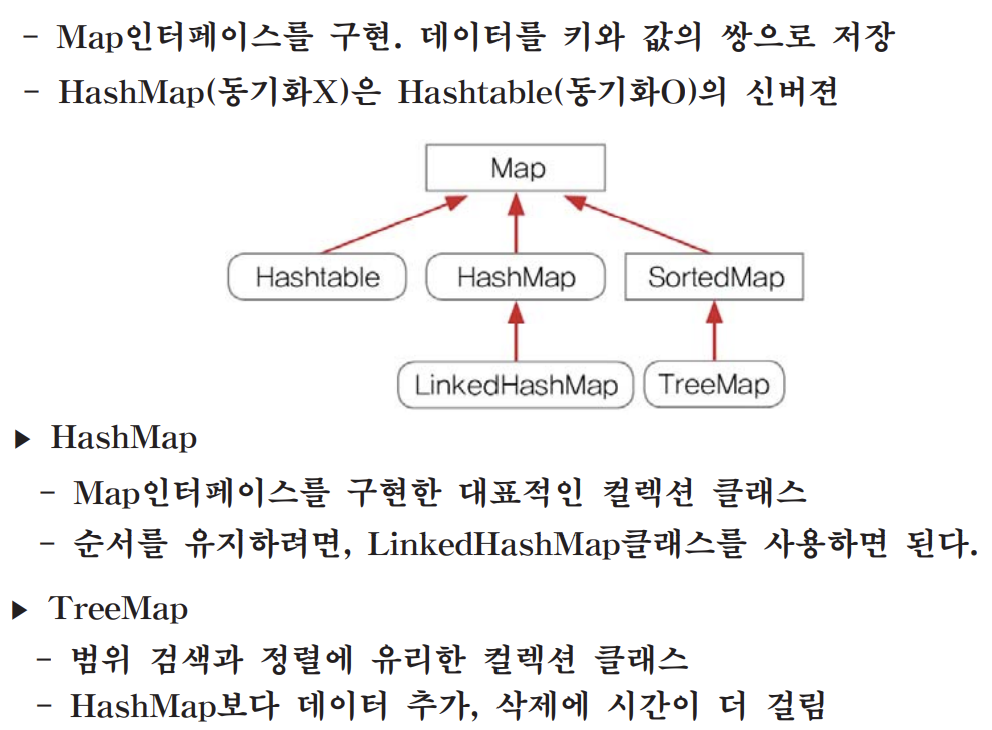 - Map인터페이스를 구현. 데이터를 키와 값의 쌍으로 저장
- HashMap(동기화X)은 Hashtable(동기화O)의 신버젼
Map
Hashtable
HashMap
SortedMap
LinkedHashMap
TreeMap
▶ HashMap
- Map인터페이스를 구현한 대표적인 컬렉션 클래스
- 순서를 유지하려면, LinkedHashMap클래스를 사용하면 된다.
▶ TreeMap
- 범위 검색과 정렬에 유리한 컬렉션 클래스
- HashMap보다 데이터 추가, 삭제에 시간이 더 걸림